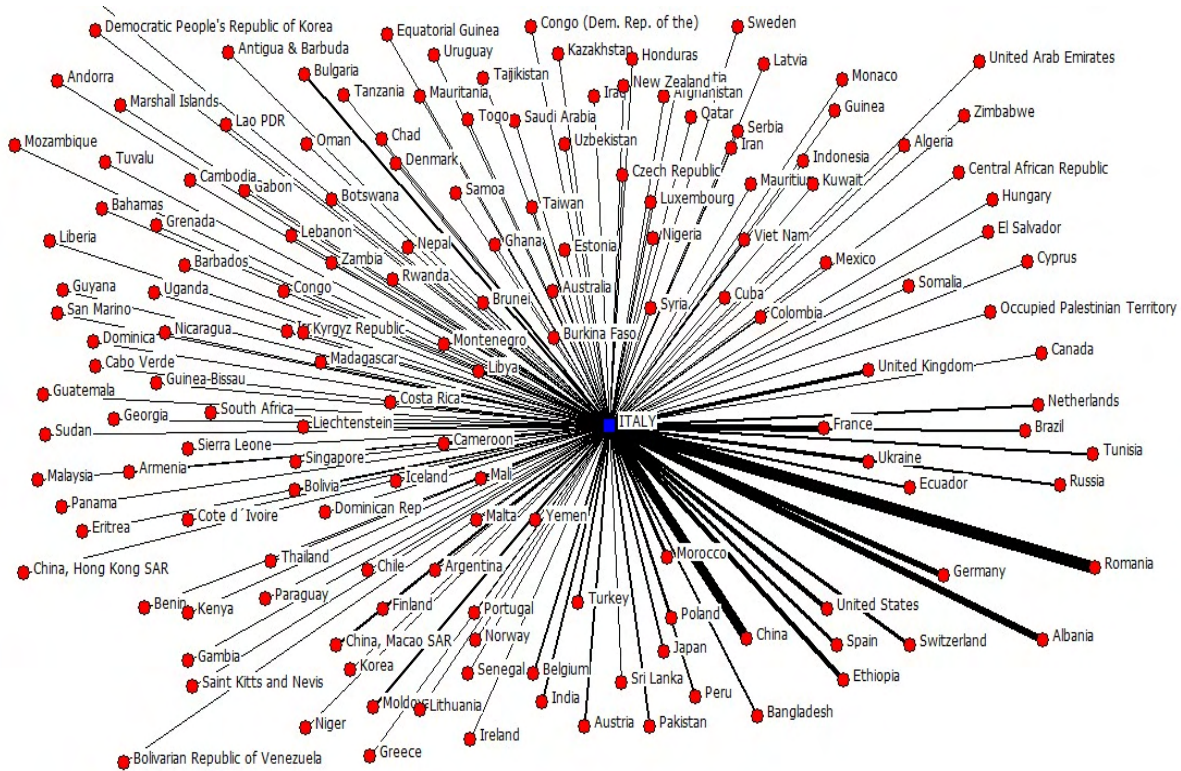 Democratic People's Republic of Korea
Equatorial Guinea
Congo (Dem. Rep. of the)
Sweden
Antigua & Barbuda
Uruguay
Kazakhstan
Honduras
Latvia
United Arab Emirates
Andorra
Bulgaria
Taijikistan
New Zealand
Monaco
Marshall Islands
Tanzania
Mauritania
Iraq
Afghanistan
Lao PDR
Togo
Saudi Arabia
Qatar
Guinea
Zimbabwe
Mozambique
Oman
Chad
Uzbekistan
Serbia
Iran
Algeria
Tuvalu
Denmark
Czech Republic
Indonesia
Central African Republic
Cambodia
Gabon
Botswana
Samoa
Taiwan
Luxembourg
Mauritiu
Kuwait
Hungary
Bahamas
Grenada
Lebanon
Nepal
Ghana
Estonia
Nigeria
Viet Nam
El Salvador
Liberia
Barbados
Zambia
Rwanda
Mexico
Cyprus
Guyana
Uganda
Congo
Brunei
Australia
Syria
Cuba
Somalia
San Marino
Nicaragua
Kyrgyz Republic
Montenegro
Burkina Faso
Colombia
Occupied Palestinian Territory
Dominica
Madagascar
Libya
Canada
Cabo Verde
Guinea-Bissau
United Kingdom
Guatemala
South Africa
Costa Rica
Netherlands
Georgia
Liechtenstein
ITALY
France
Brazil
Sudan
Sierra Leone
Cameroon
Tunisia
Malaysia
Armenia
Singapore
Ukraine
Panama
Bolivia
Iceland
Mali
Ecuador
Russia
Eritrea
Cote d´Ivoire
Dominican Rep
Malta
Yemen
China, Hong Kong SAR
Thailand
Chile
Argentina
Morocco
Germany
Romania
Benin
Kenya
Paraguay
Finland
Portugal
Turkey
Poland
United States
China, Macao SAR
Norway
Japan
China
Spain
Switzerland
Albania
Gambia
Korea
Senegal
Belgium
Sri Lanka
Ethiopia
Saint Kitts and Nevis
Lithuania
India
Peru
Niger
Ireland
Austria
Pakistan
Bangladesh
Bolivarian Republic of Venezuela
Greece